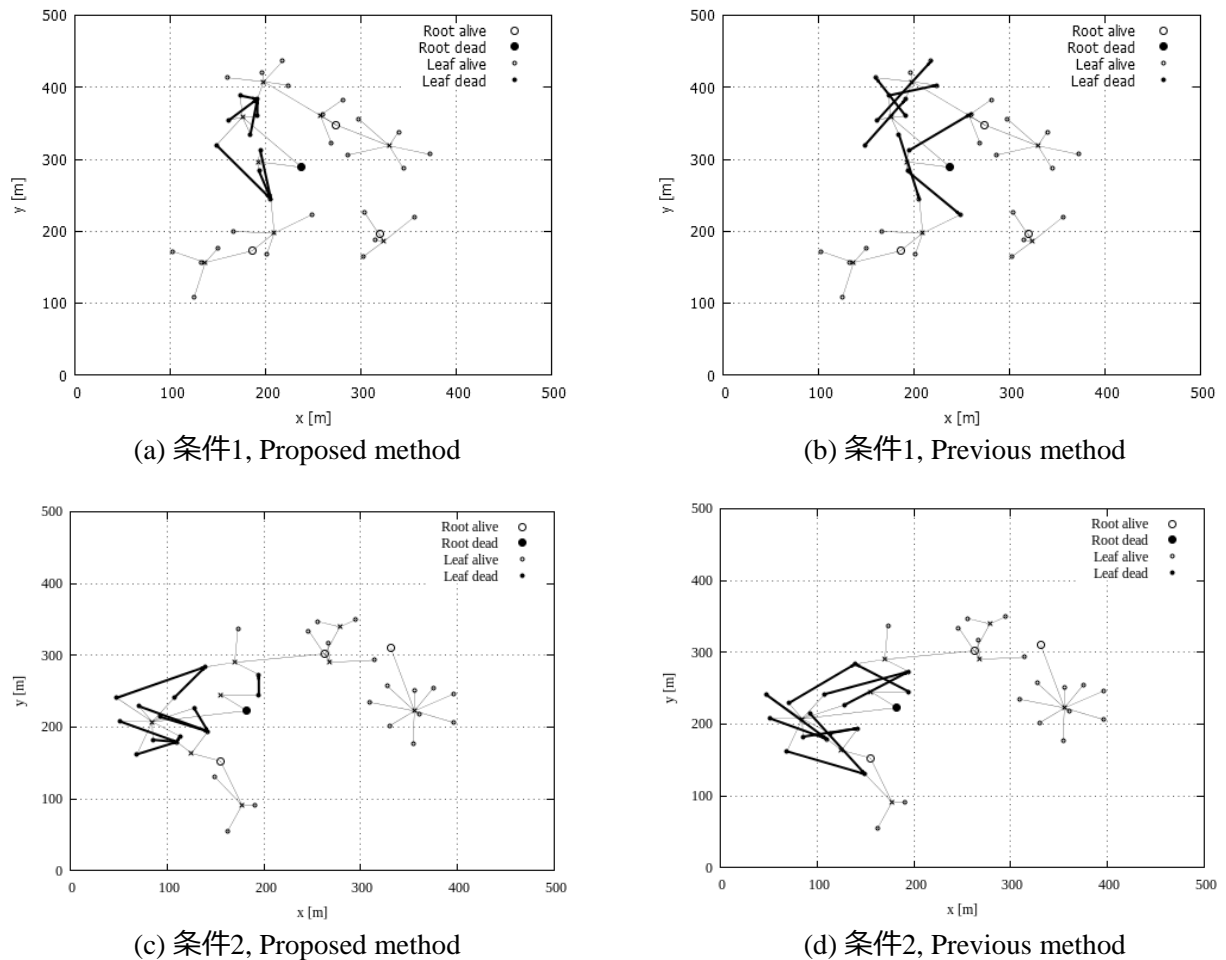 500
400
300
200
100
0
y [m]
Root alive
Root dead
Leaf alive
Leaf dead
0 100 200 300 400 500
x [m]
(a) 条件1, Proposed method
500
400
300
200
100
0
y [m]
Root alive
Root dead
Leaf alive
Leaf dead
0 100 200 300 400 500
x [m]
(b) 条件1, Previous method
500
400
300
200
100
0
y [m]
Root alive
Root dead
Leaf alive
Leaf dead
0 100 200 300 400 500
x [m]
(c) 条件2, Proposed method
500
400
300
200
100
0
y [m]
Root alive
Root dead
Leaf alive
Leaf dead
0 100 200 300 400 500
x [m]
(d) 条件2, Previous method